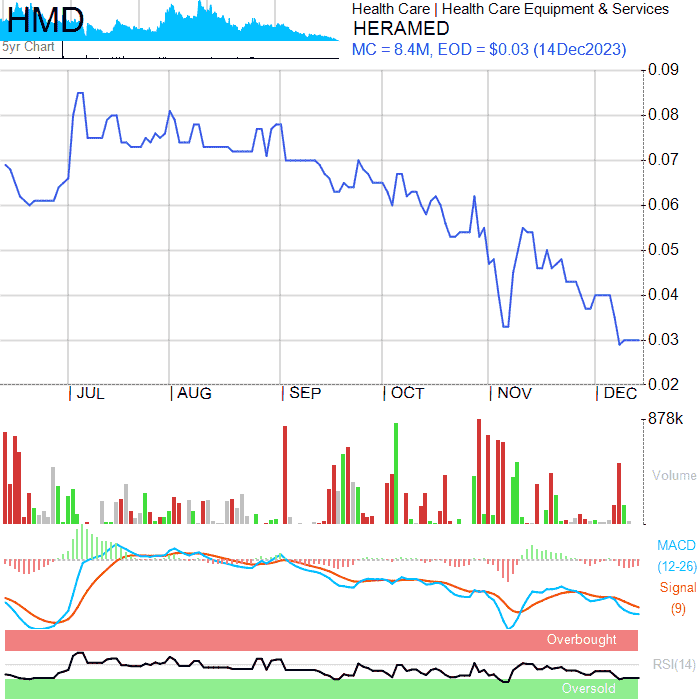 HMD
5yr Chart
Health Care | Health Care Equipment & Services
HERAMED
MC = 8.4M, EOD = $0.03 (14Dec2023)
0.09
0.08
0.07
0.06
0.05
0.04
0.03
0.02
JUL AUG SEP OCT NOV DEC
878k
Volume
MACD
(12-26)
Signal
(9)
Overbought
RSI(14)
Oversold